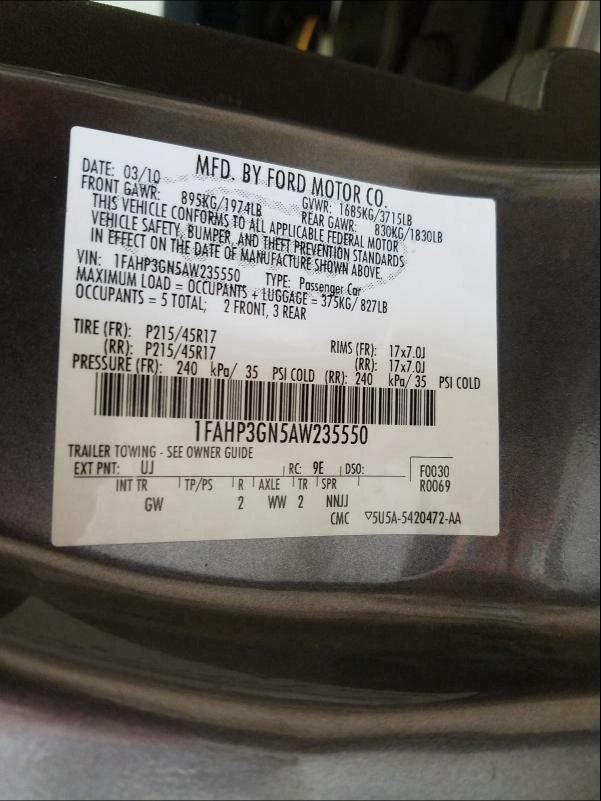 MFD. BY FORD MOTOR CO.
DATE: 03/10 GVWR: 1685KG/3715LB
FRONT GAWR: 895KG/1974LB REAR GAWR: 830KG/1830LB
THIS VEHICLE CONFORMS TO ALL APPLICABLE FEDERAL MOTOR
VEHICLE SAFETY, BUMPER, AND THEFT PREVENTION STANDARDS
IN EFFECT ON THE DATE OF MANUFACTURE SHOWN ABOVE.
VIN: 1FAHP3GN5AW235550 TYPE: Passenger Car
MAXIMUM LOAD = OCCUPANTS + LUGGAGE = 375KG/ 827LB
OCCUPANTS = 5 TOTAL; 2 FRONT, 3 REAR
TIRE (FR): P215/45R17 RIMS (FR): 17x7.0J
(RR): P215/45R17 (RR): 17x7.0J
PRESSURE (FR): 240 kPa/ 35 PSI COLD (RR): 240 kPa/ 35 PSI COLD
1FAHP3GN5AW235550
TRAILER TOWING - SEE OWNER GUIDE
EXT PNT: UJ RC: 9E DSO: F0030
INT TR TP/PS R AXLE TR SPR R0069
GW 2 WW 2 NNJJ
CMC ▽5U5A-5420472-AA